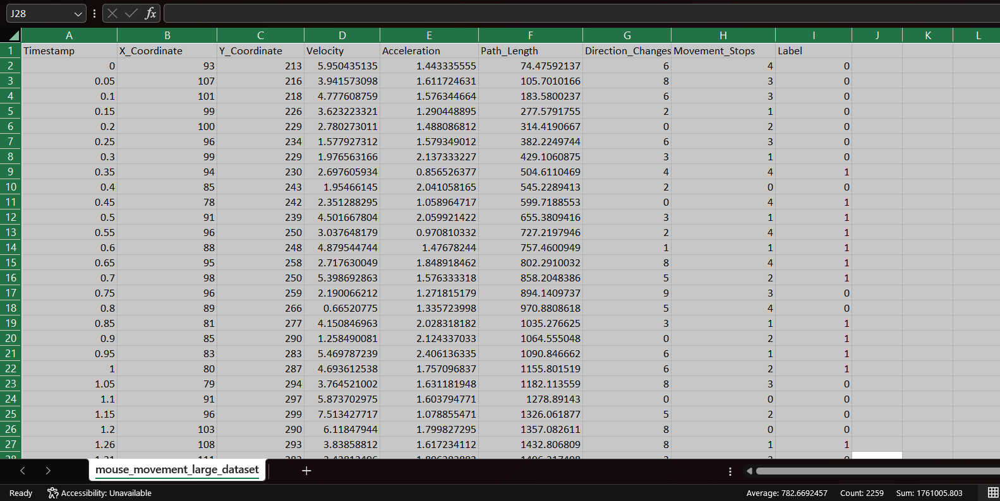 J28 fx
A B C D E F G H I J K L
1 Timestamp X_Coordinate Y_Coordinate Velocity Acceleration Path_Length Direction_Changes Movement_Stops Label
2 0 93 213 5.950435135 1.443335555 74.47592137 6 4 0
3 0.05 107 216 3.941573098 1.611724631 105.7010166 8 3 0
4 0.1 101 218 4.777608759 1.576344664 183.5800237 6 3 0
5 0.15 99 226 3.623223321 1.290448895 277.5791755 2 1 0
6 0.2 100 229 2.780273011 1.488086812 314.4190667 0 2 0
7 0.25 96 234 1.577927312 1.579349012 382.2249744 6 3 0
8 0.3 99 229 1.976563166 2.137333227 429.1060875 3 1 0
9 0.35 94 230 2.697605934 0.856526377 504.6110469 4 4 1
10 0.4 85 243 1.95466145 2.041058165 545.2289413 2 0 0
11 0.45 78 242 2.351288295 1.058964717 599.7188553 0 4 1
12 0.5 91 239 4.501667804 2.059921422 655.3809416 3 1 1
13 0.55 96 250 3.037648179 0.970810332 727.2197946 2 4 1
14 0.6 88 248 4.879544744 1.47678244 757.4600949 1 1 1
15 0.65 95 258 2.717630049 1.848918462 802.2910032 8 4 1
16 0.7 98 250 5.398692863 1.576333318 858.2048386 5 2 1
17 0.75 96 259 2.190066212 1.271815179 894.1409737 9 3 0
18 0.8 89 266 0.66520775 1.335723998 970.8808618 5 4 0
19 0.85 81 277 4.150846963 2.028318182 1035.276625 3 1 1
20 0.9 85 290 1.258490081 2.124337033 1064.555048 0 2 1
21 0.95 83 283 5.469787239 2.406136335 1090.846662 6 1 1
22 1 80 287 4.693612538 1.757096837 1155.801519 6 2 1
23 1.05 79 294 3.764521002 1.631181948 1182.113559 8 3 0
24 1.1 91 297 5.873702975 1.603794771 1278.89143 0 0 0
25 1.15 96 299 7.513427717 1.078855471 1326.061877 5 2 0
26 1.2 103 290 6.11847944 1.799827295 1357.082611 8 0 0
27 1.26 108 293 3.83858812 1.617234112 1432.806809 8 1 1
mouse_movement_large_dataset
Ready Accessibility: Unavailable Average: 782.6692457 Count: 2259 Sum: 1761005.803